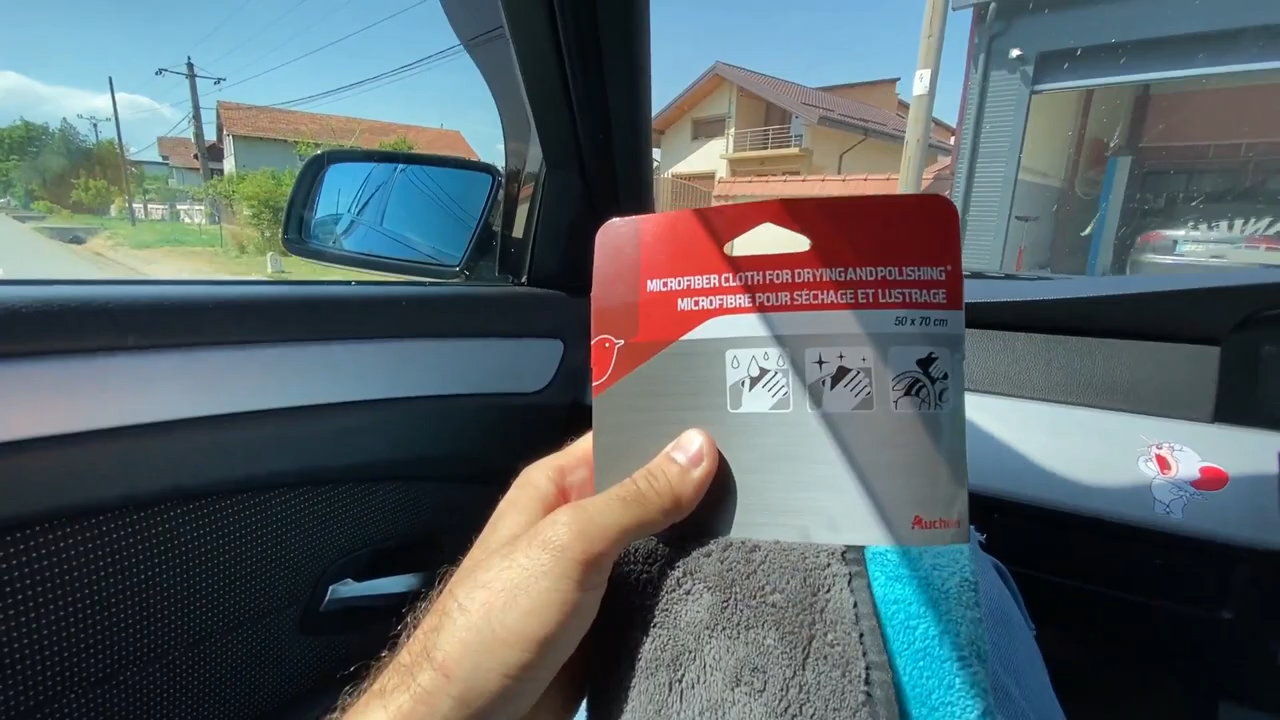 MICROFIBER CLOTH FOR DRYING AND POLISHING*
MICROFIBRE POUR SÉCHAGE ET LUSTRAGE
50 x 70 cm
Auchan